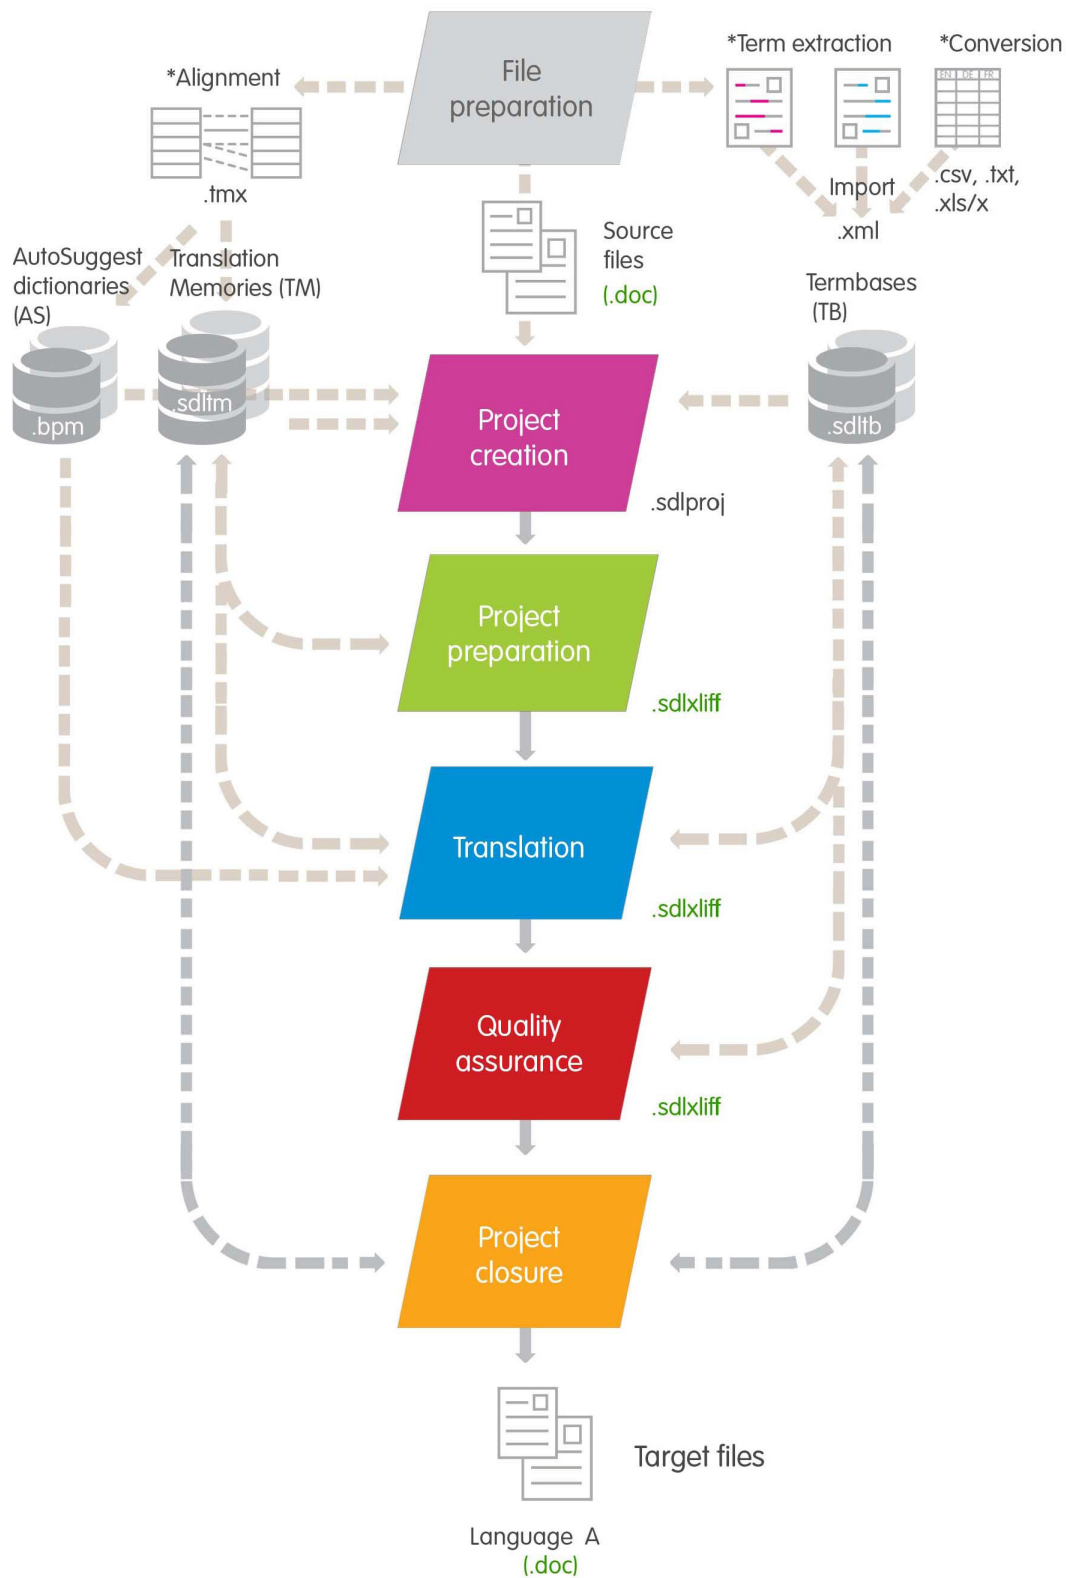 File
preparation
*Alignment
*Term extraction
*Conversion
EN DE FR
.tmx
Import
.csv, .txt,
.xls/x
.xml
AutoSuggest
dictionaries
(AS)
Translation
Memories (TM)
Source
files
(.doc)
Termbases
(TB)
.bpm
.sdltm
.sdltb
Project
creation
.sdlproj
Project
preparation
.sdlxliff
Translation
.sdlxliff
Quality
assurance
.sdlxliff
Project
closure
Target files
Language A
(.doc)